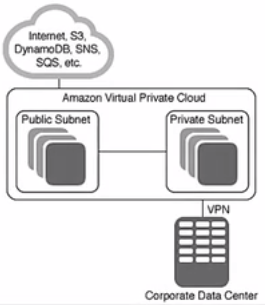 Internet, S3,
DynamoDB, SNS,
SQS, etc.
Amazon Virtual Private Cloud
Public Subnet
Private Subnet
VPN
Corporate Data Center